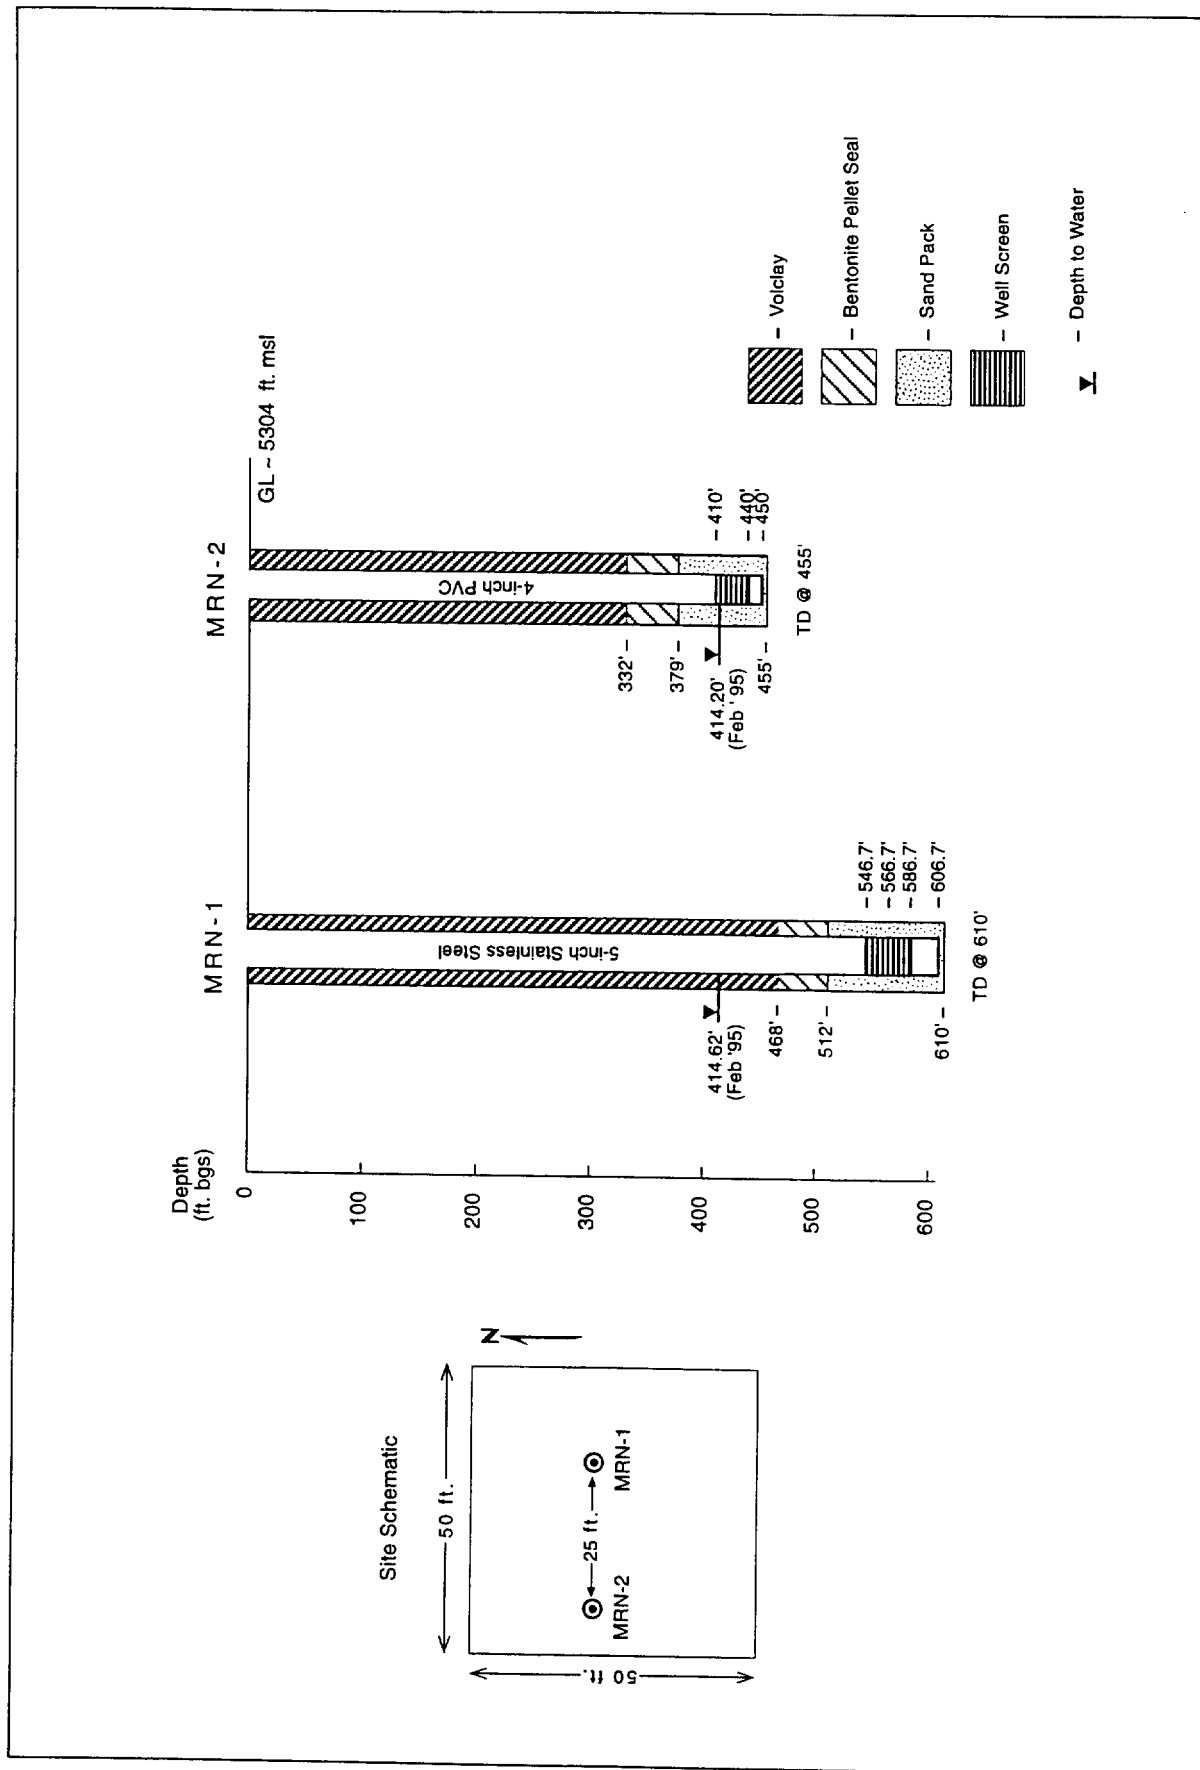 Site Schematic
50 ft.
50 ft.
N
25 ft.
MRN-2
MRN-1
Depth
(ft. bgs)
0
100
200
300
400
500
600
MRN-1
5-inch Stainless Steel
414.62'
(Feb '95)
468'
512'
610'
546.7'
566.7'
586.7'
606.7'
TD @ 610'
MRN-2
4-inch PVC
GL ~ 5304 ft. msl
332'
379'
414.20'
(Feb '95)
455'
410'
440'
450'
TD @ 455'
– Volclay
– Bentonite Pellet Seal
– Sand Pack
– Well Screen
– Depth to Water